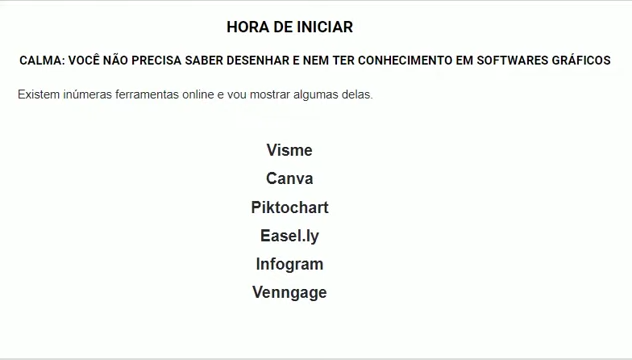 HORA DE INICIAR
CALMA: VOCÊ NÃO PRECISA SABER DESENHAR E NEM TER CONHECIMENTO EM SOFTWARES GRÁFICOS
Existem inúmeras ferramentas online e vou mostrar algumas delas.
Visme
Canva
Piktochart
Easel.ly
Infogram
Venngage